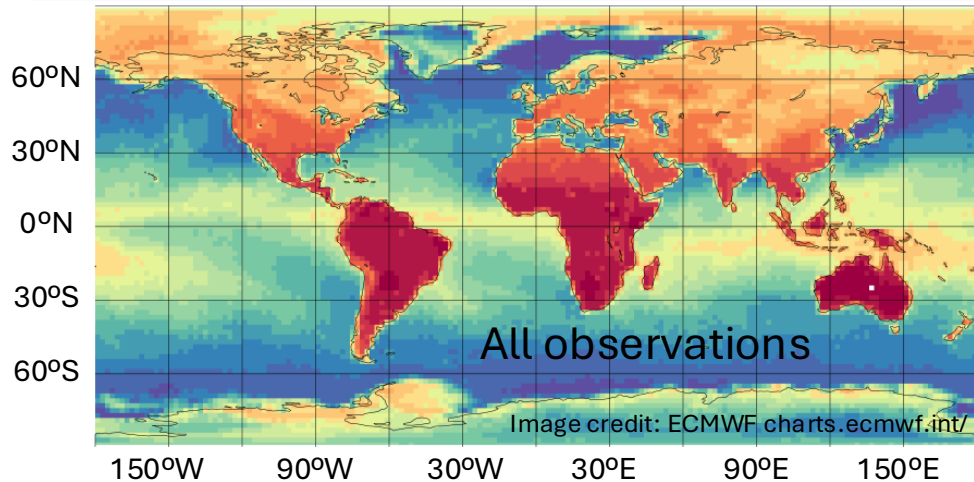 60ºN
30ºN
0ºN
30ºS
60ºS
All observations
Image credit: ECMWF charts.ecmwf.int/
150ºW 90ºW 30ºW 30ºE 90ºE 150ºE